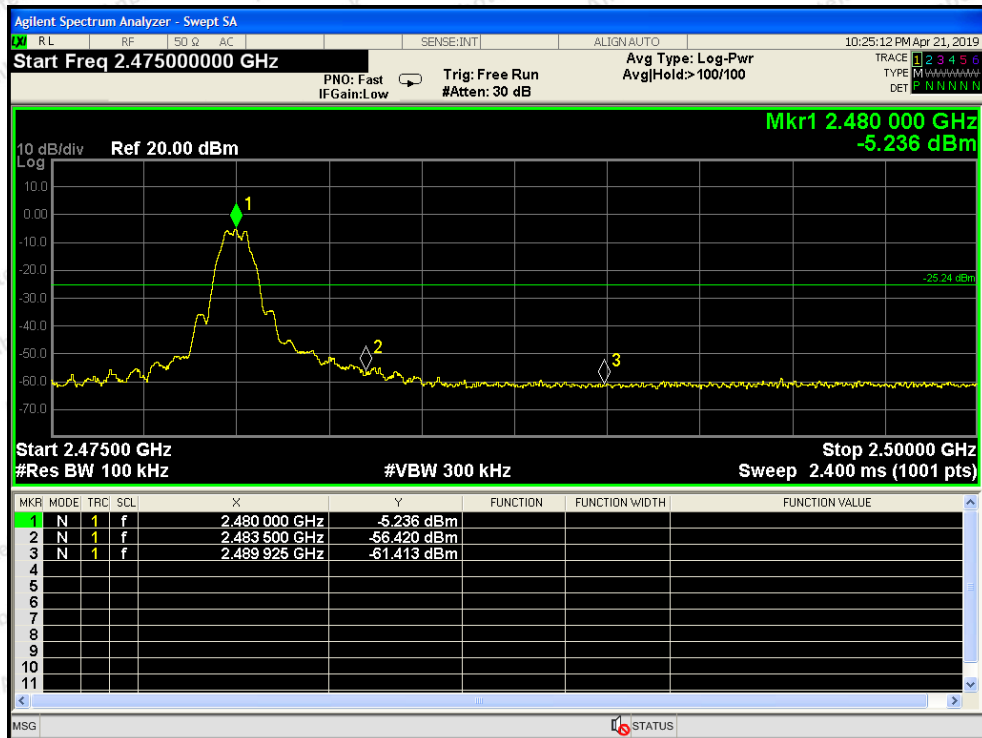 Agilent Spectrum Analyzer - Swept SA
LXI RL RF 50 Ω AC SENSE:INT ALIGN AUTO 10:25:12 PM Apr 21, 2019
Start Freq 2.475000000 GHz Avg Type: Log-Pwr TRACE 1 2 3 4 5 6
PNO: Fast Trig: Free Run Avg|Hold:>100/100 TYPE M WWWWW
IFGain:Low #Atten: 30 dB DET P N N N N N
Mkr1 2.480 000 GHz
10 dB/div Ref 20.00 dBm -5.236 dBm
Log
10.0
1
0.00
-10.0
-20.0
-25.24 dBm
-30.0
-40.0
-50.0
2
3
-60.0
-70.0
Start 2.47500 GHz Stop 2.50000 GHz
#Res BW 100 kHz #VBW 300 kHz Sweep 2.400 ms (1001 pts)
MKR MODE TRC SCL X Y FUNCTION FUNCTION WIDTH FUNCTION VALUE
1 N 1 f 2.480 000 GHz -5.236 dBm
2 N 1 f 2.483 500 GHz -56.420 dBm
3 N 1 f 2.489 925 GHz -61.413 dBm
4
5
6
7
8
9
10
11
MSG STATUS